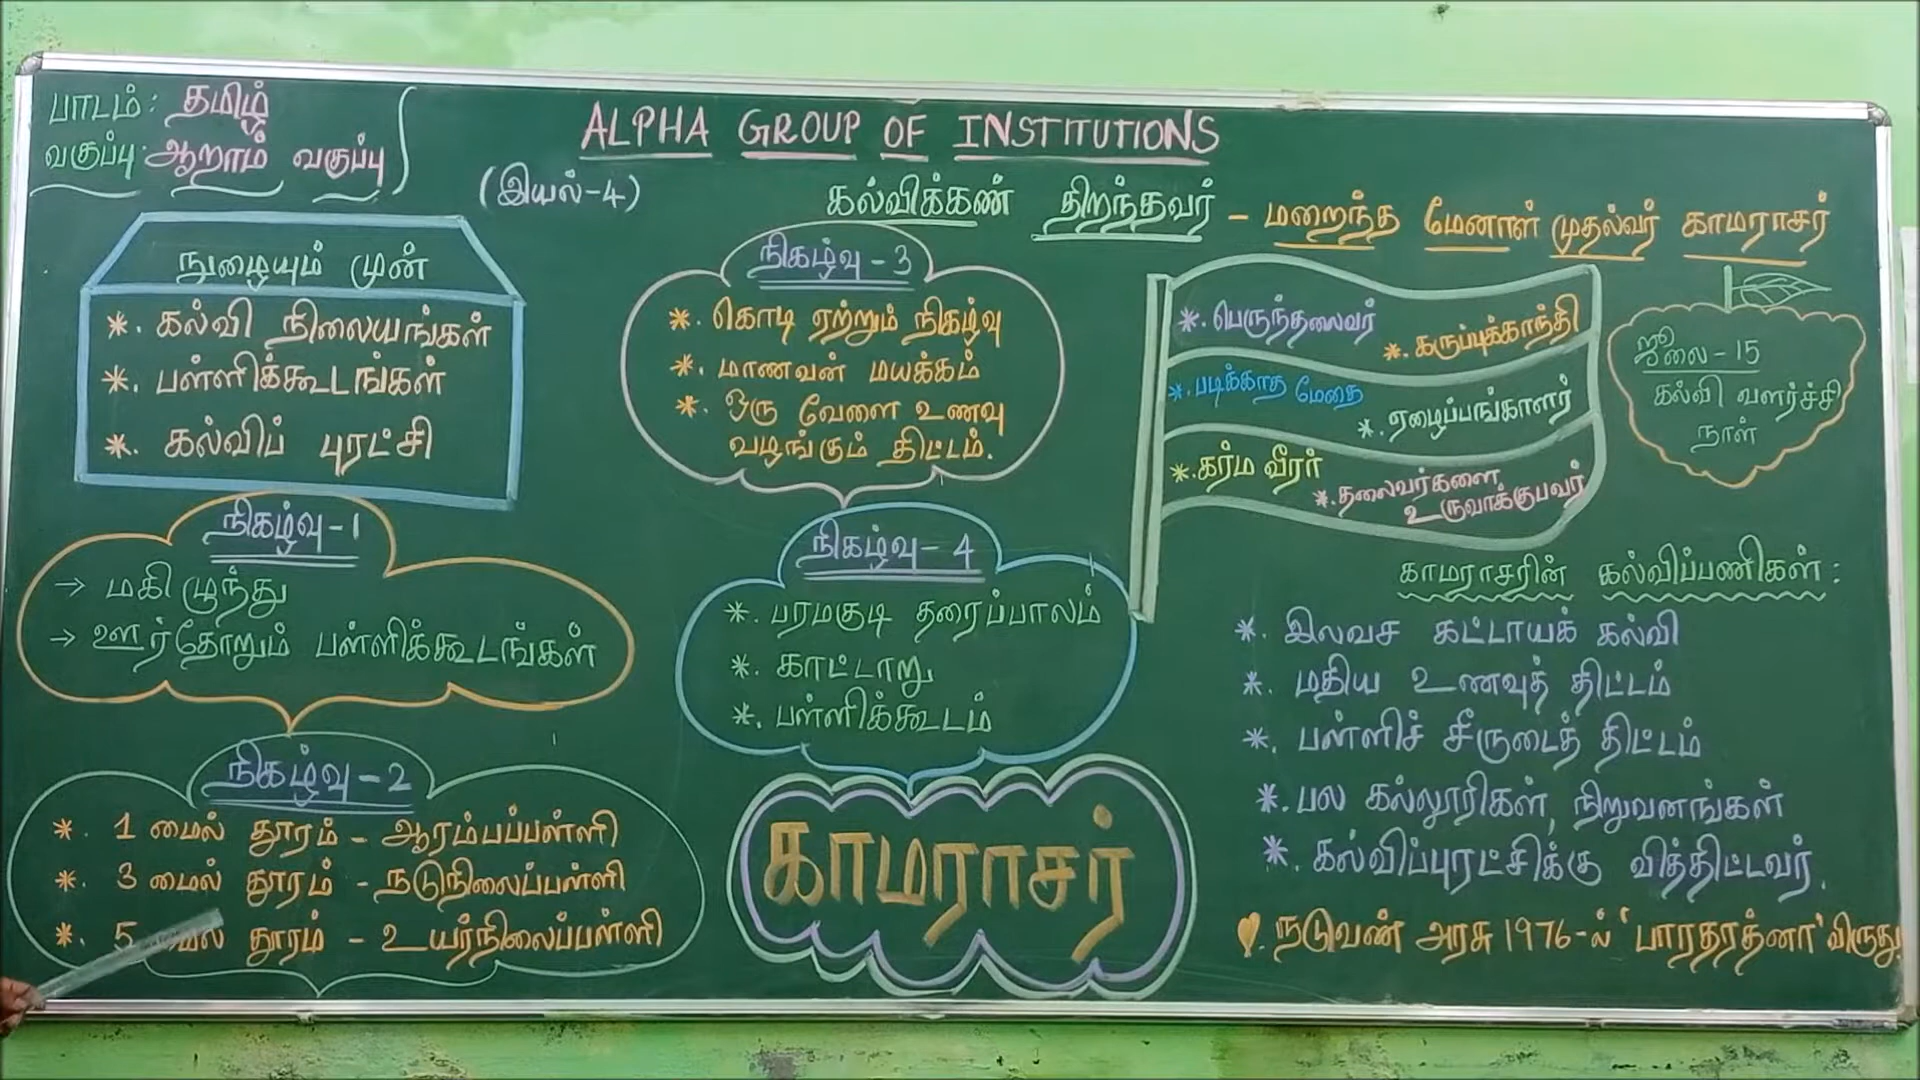 பாடம்: தமிழ்
வகுப்பு: ஆறாம் வகுப்பு
ALPHA GROUP OF INSTITUTIONS
(இயல்-4)
கல்விக்கண் திறந்தவர் - மறைந்த மேனாள் முதல்வர் காமராசர்
நுழையும் முன்
*. கல்வி நிலையங்கள்
*. பள்ளிக்கூடங்கள்
*. கல்விப் புரட்சி
நிகழ்வு-1
→ மகிழுந்து
→ ஊர்தோறும் பள்ளிக்கூடங்கள்
நிகழ்வு-2
*. 1 மைல் தூரம் - ஆரம்பப்பள்ளி
*. 3 மைல் தூரம் - நடுநிலைப்பள்ளி
*. 5 மைல் தூரம் - உயர்நிலைப்பள்ளி
நிகழ்வு-3
*. கொடி ஏற்றும் நிகழ்வு
*. மாணவன் மயக்கம்
*. ஒரு வேளை உணவு
வழங்கும் திட்டம்.
நிகழ்வு-4
*. பரமகுடி தரைப்பாலம்
*. காட்டாறு
*. பள்ளிக்கூடம்
காமராசர்
*. பெருந்தலைவர்
*. கருப்புக்காந்தி
*. படிக்காத மேதை
*. ஏழைப்பங்காளர்
*. கர்ம வீரர்
*. தலைவர்களை
உருவாக்குபவர்
ஜூலை-15
கல்வி வளர்ச்சி
நாள்
காமராசரின் கல்விப்பணிகள்:
*. இலவச கட்டாயக் கல்வி
*. மதிய உணவுத் திட்டம்
*. பள்ளிச் சீருடைத் திட்டம்
*. பல கல்லூரிகள், நிறுவனங்கள்
*. கல்விப்புரட்சிக்கு வித்திட்டவர்.
♥. நடுவண் அரசு 1976-ல் 'பாரதரத்னா' விருது.